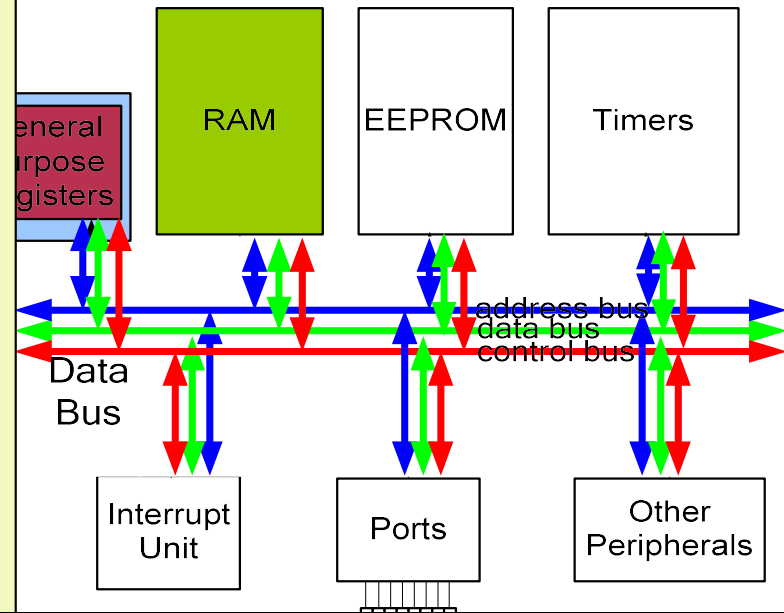 RAM
EEPROM
Timers
eneral
urpose
gisters
address bus
data bus
control bus
Data
Bus
Interrupt
Unit
Ports
Other
Peripherals